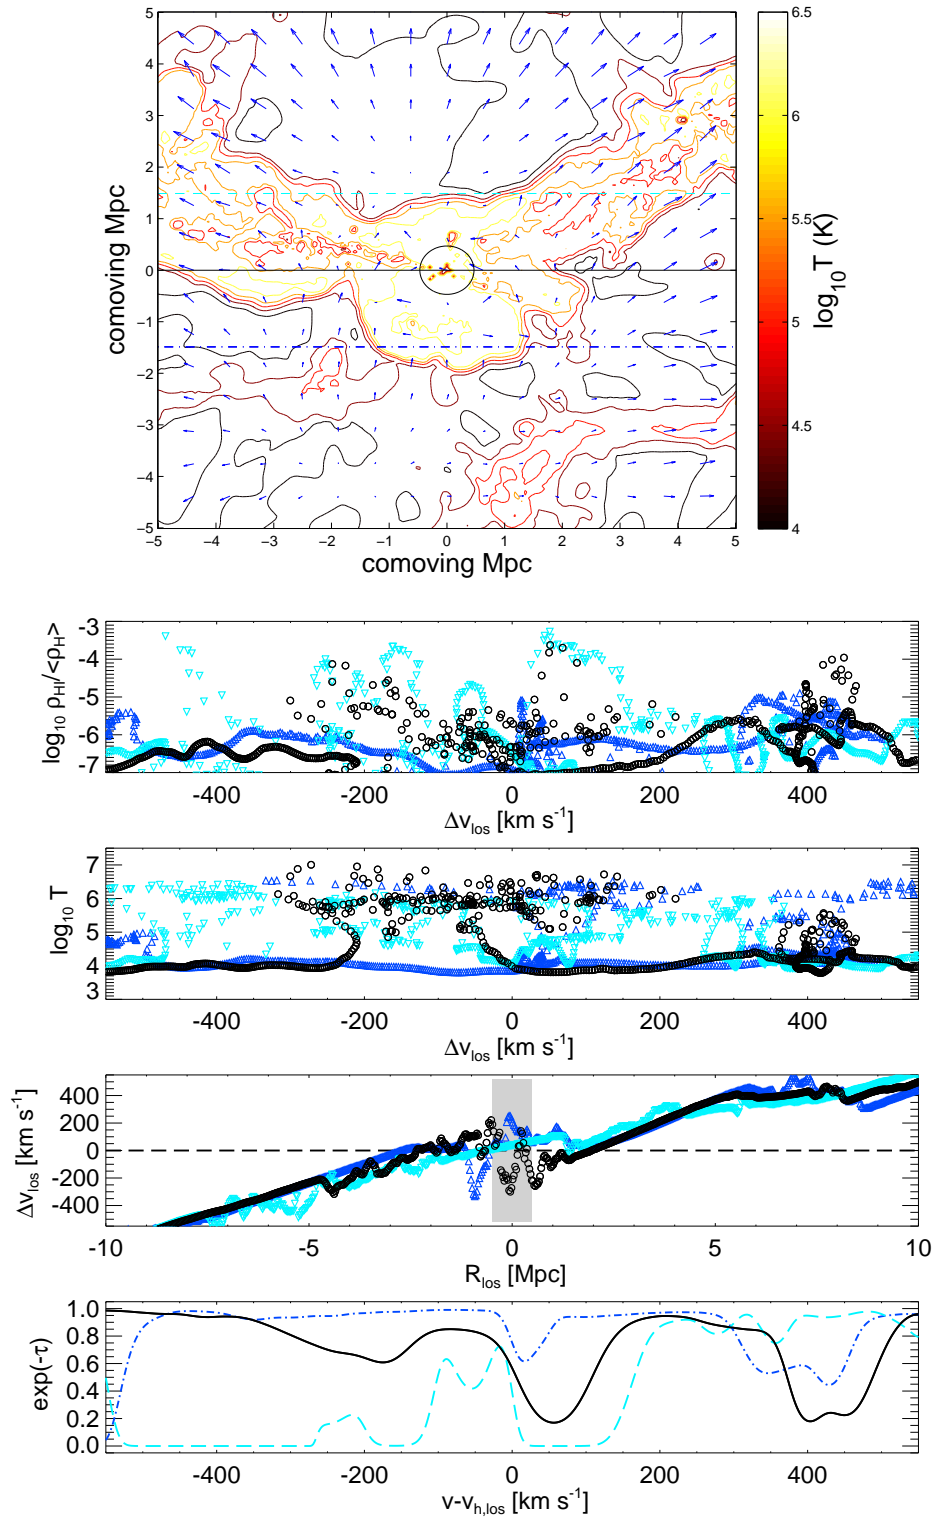 5
4
3
2
1
0
−1
−2
−3
−4
−5
comoving Mpc
−5 −4 −3 −2 −1 0 1 2 3 4 5
comoving Mpc
6.5
5.5
5
4.5
4
log10T (K)
-3
-4
-5
-6
-7
log10 ρHI/<ρH>
-400 -200 0 200 400
Δvlos [km s-1]
7
6
5
4
3
log10 T
-400 -200 0 200 400
Δvlos [km s-1]
400
200
0
-200
-400
Δvlos [km s-1]
-10 -5 0 5 10
Rlos [Mpc]
1.0
0.8
0.6
0.4
0.2
0.0
exp(-τ)
-400 -200 0 200 400
v-vh,los [km s-1]